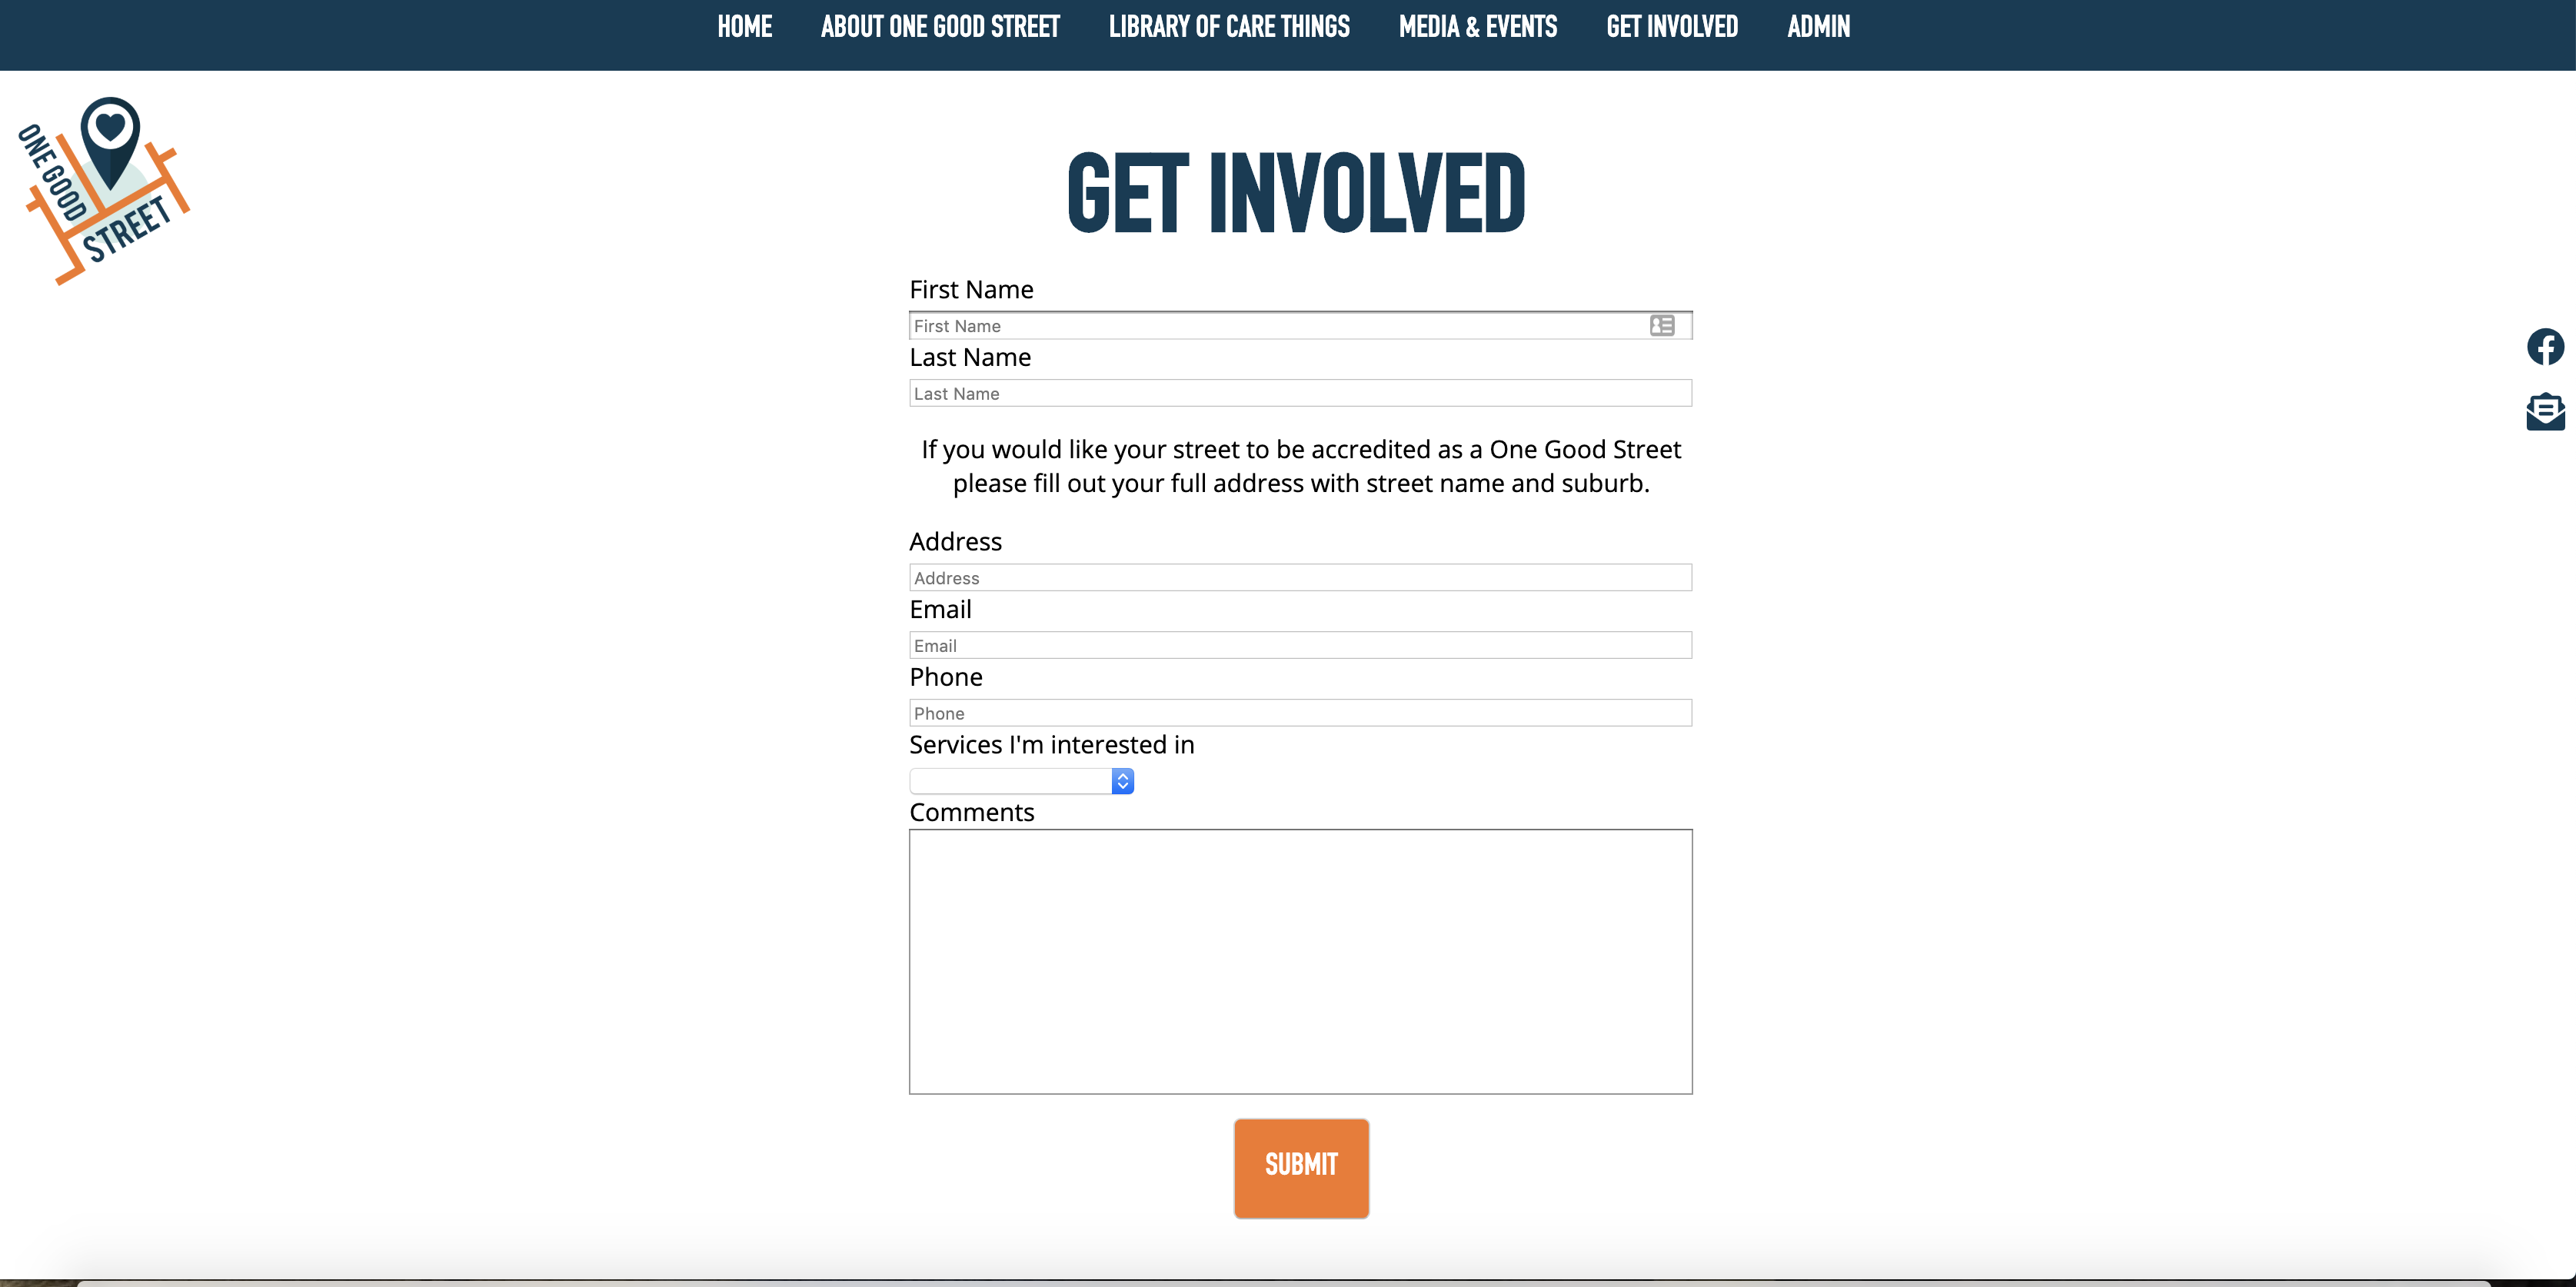 HOME ABOUT ONE GOOD STREET LIBRARY OF CARE THINGS MEDIA & EVENTS GET INVOLVED ADMIN
ONE GOOD
STREET
GET INVOLVED
First Name
First Name
Last Name
Last Name
If you would like your street to be accredited as a One Good Street
please fill out your full address with street name and suburb.
Address
Address
Email
Email
Phone
Phone
Services I'm interested in
Comments
SUBMIT